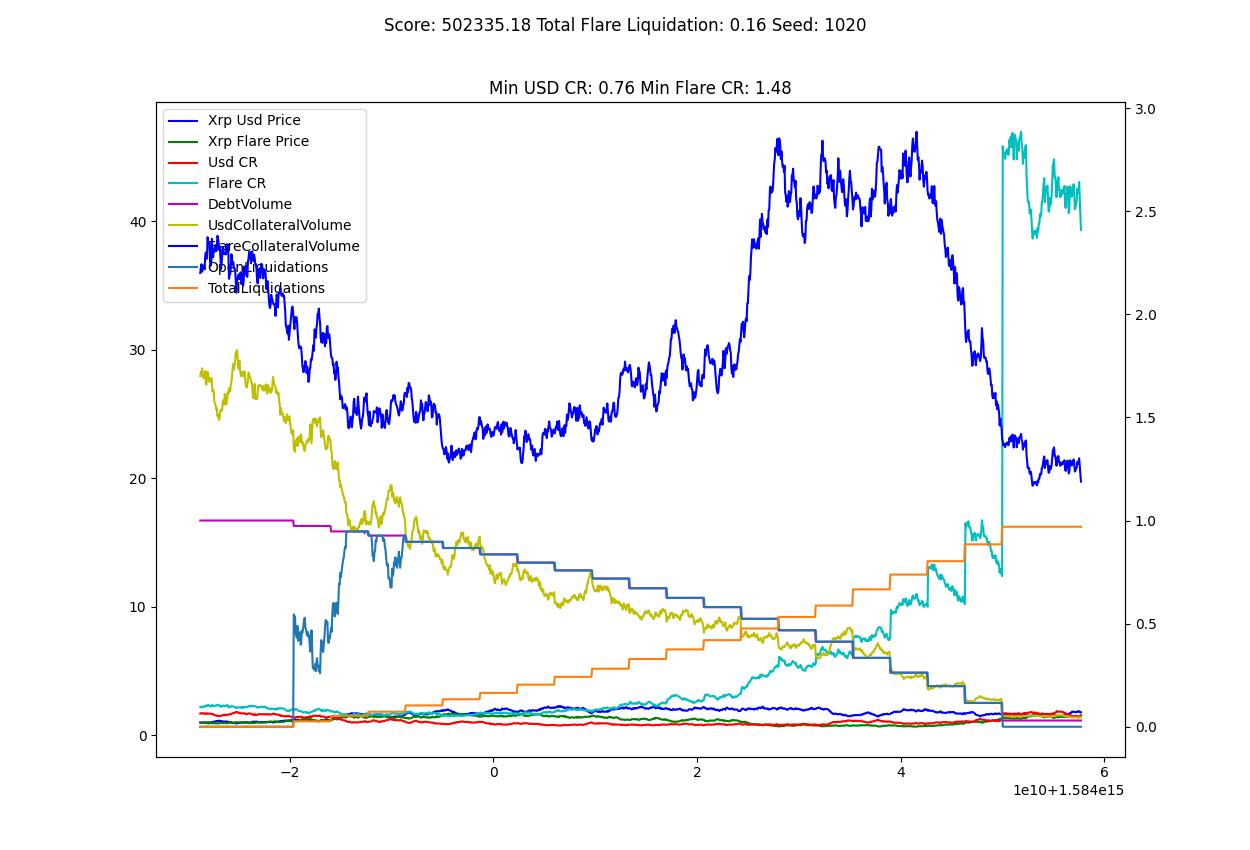 Score: 502335.18 Total Flare Liquidation: 0.16 Seed: 1020
Min USD CR: 0.76 Min Flare CR: 1.48
Xrp Usd Price
Xrp Flare Price
Usd CR
Flare CR
DebtVolume
UsdCollateralVolume
FlareCollateralVolume
OpenLiquidations
TotalLiquidations
40
30
20
10
0
3.0
2.5
2.0
1.5
1.0
0.5
0.0
−2
0
2
4
6
1e10+1.584e15